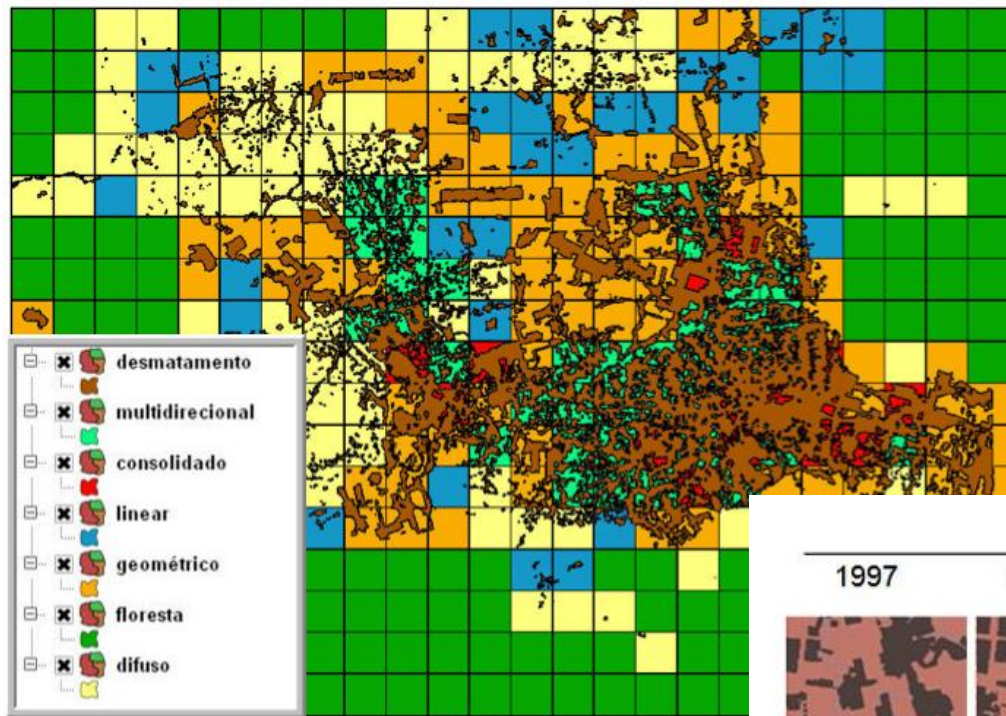 desmatamento
multidirecional
consolidado
linear
geométrico
floresta
difuso
1997